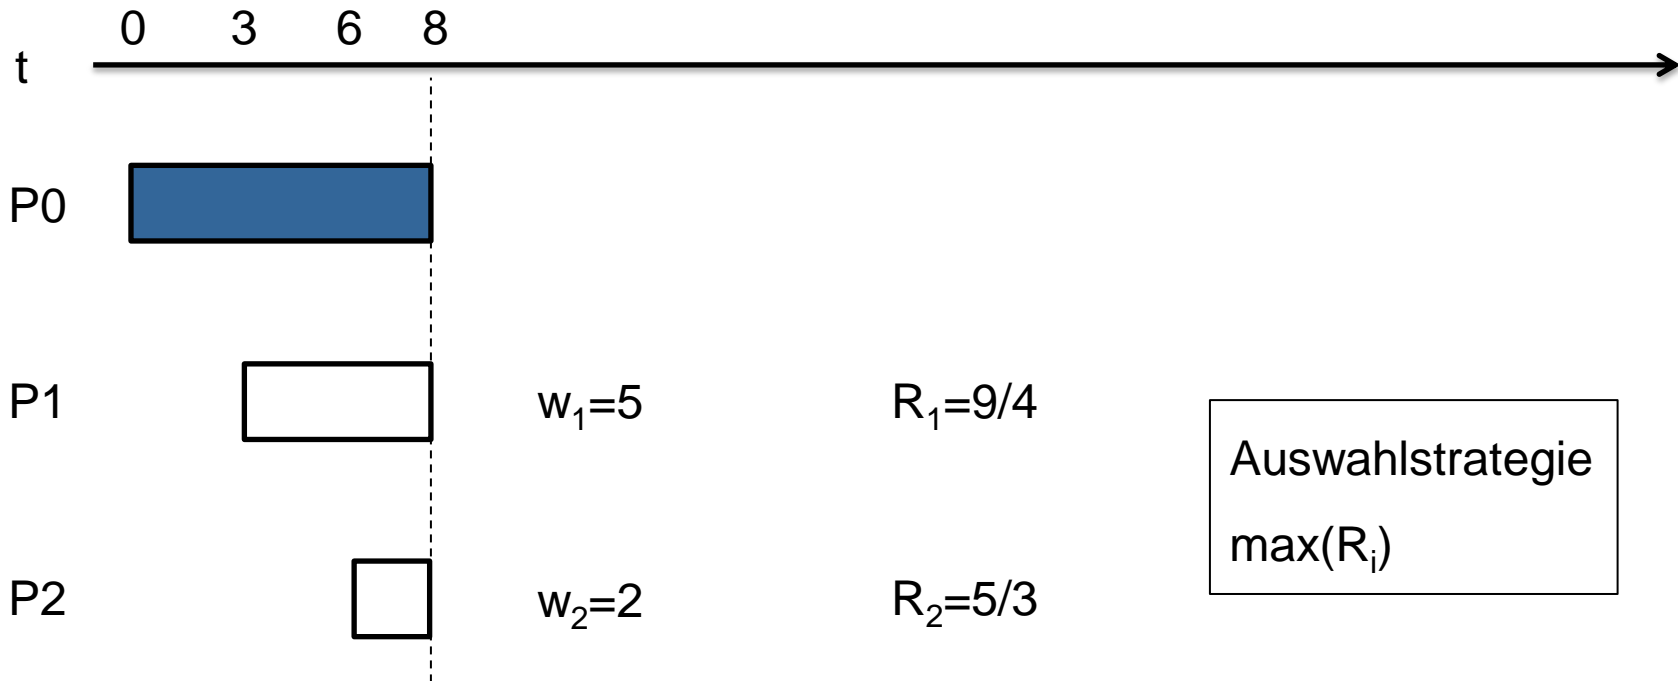 0 3 6 8
t
P0
P1 w₁=5 R₁=9/4
Auswahlstrategie
max(Rᵢ)
P2 w₂=2 R₂=5/3